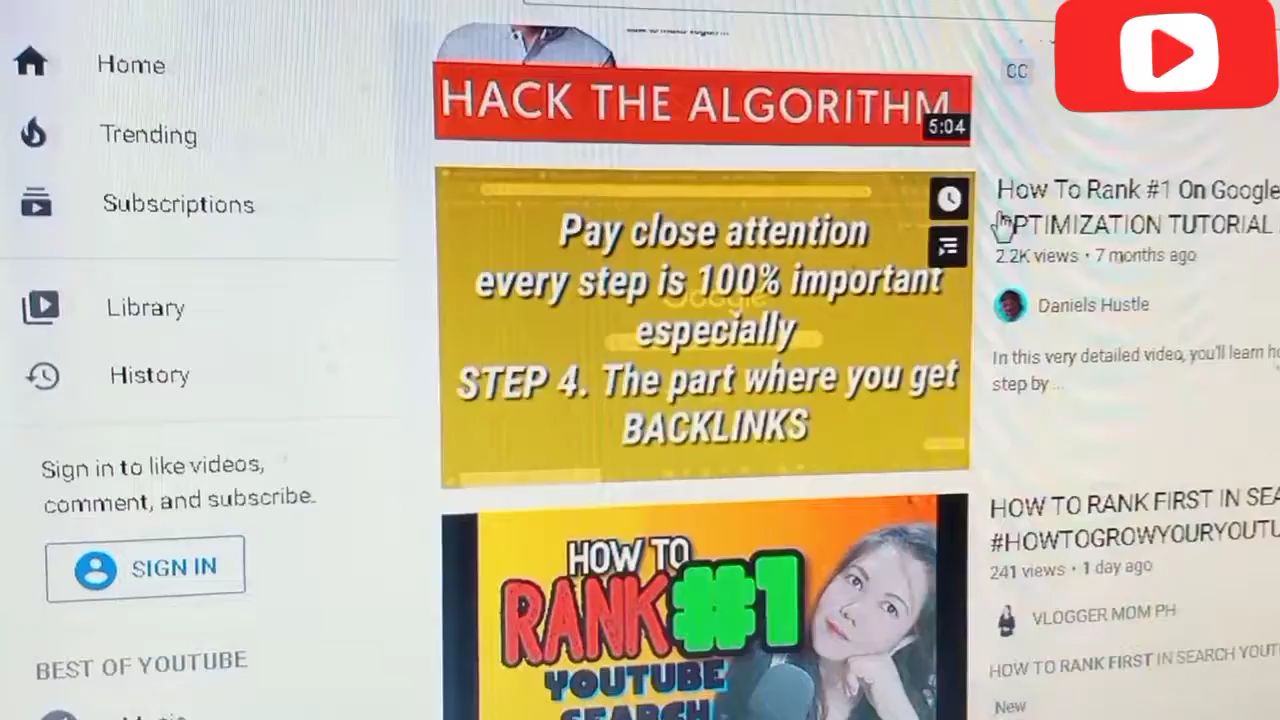 Home
Trending
Subscriptions
Library
History
Sign in to like videos,
comment, and subscribe.
SIGN IN
BEST OF YOUTUBE
HACK THE ALGORITHM
5:04
Pay close attention
every step is 100% important
especially
STEP 4. The part where you get
BACKLINKS
Google
HOW TO
RANK #1
YOUTUBE
SEARCH
CC
How To Rank #1 On Google
OPTIMIZATION TUTORIAL
2.2K views • 7 months ago
Daniels Hustle
In this very detailed video, you'll learn
step by ...
HOW TO RANK FIRST IN
#HOWTOGROWYOURYOUTU
241 views • 1 day ago
VLOGGER MOM PH
HOW TO RANK FIRST IN SEARCH YOUT
New